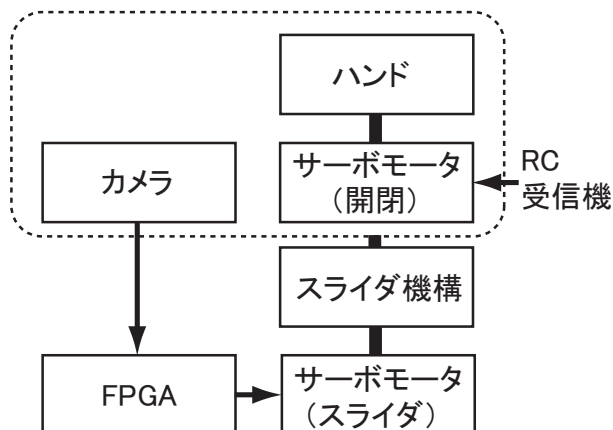 ハンド
カメラ
サーボモータ
（開閉）
RC
受信機
スライダ機構
FPGA
サーボモータ
（スライダ）